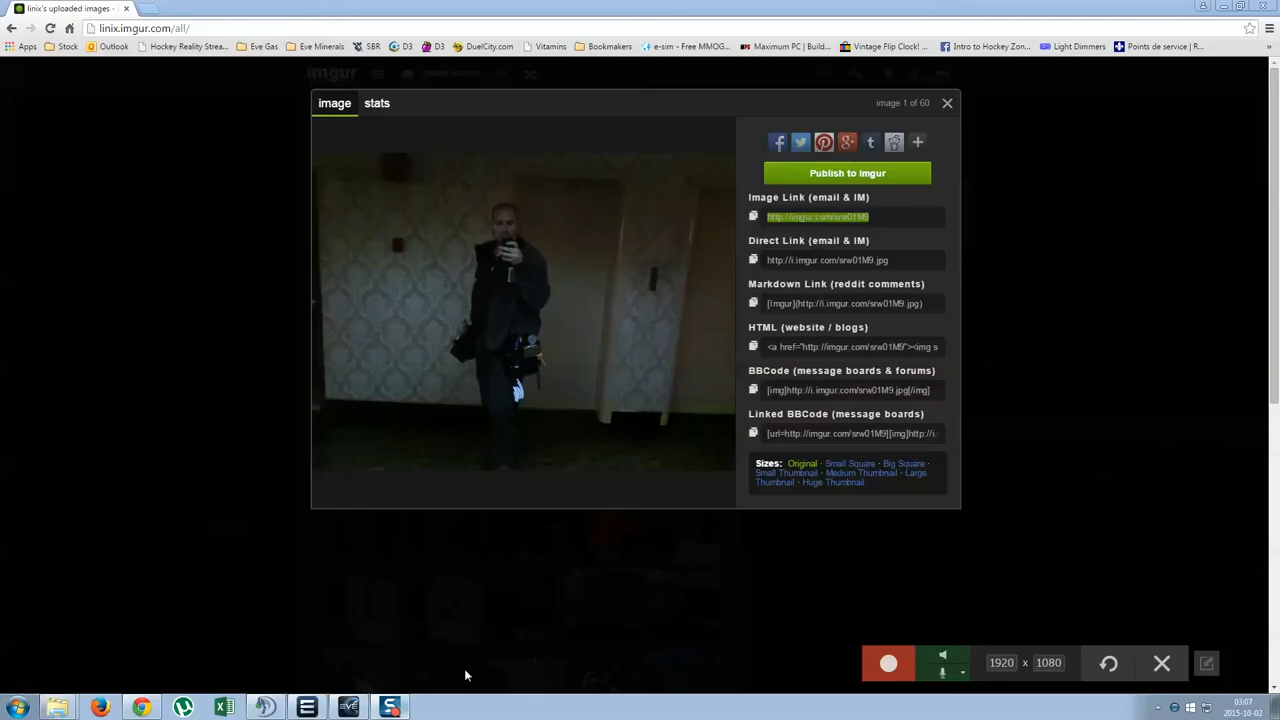 linix's uploaded images -
linix.imgur.com/all/
Apps
Stock
Outlook
Hockey Reality Strea...
Eve Gas
Eve Minerals
SBR
D3
D3
DuelCity.com
Vitamins
Bookmakers
e-sim - Free MMOG...
Maximum PC | Build...
Vintage Flip Clock! ...
Intro to Hockey Zon...
Light Dimmers
Points de service | R...
imgur
image
stats
image 1 of 60
Publish to Imgur
Image Link (email & IM)
http://imgur.com/srw01M9
Direct Link (email & IM)
http://i.imgur.com/srw01M9.jpg
Markdown Link (reddit comments)
[Imgur](http://i.imgur.com/srw01M9.jpg)
HTML (website / blogs)
<a href="http://imgur.com/srw01M9"><img s
BBCode (message boards & forums)
[img]http://i.imgur.com/srw01M9.jpg[/img]
Linked BBCode (message boards)
[url=http://imgur.com/srw01M9][img]http://i.
Sizes: Original · Small Square · Big Square ·
Small Thumbnail · Medium Thumbnail · Large
Thumbnail · Huge Thumbnail
1920 x 1080
EVE
03:07
2015-10-02